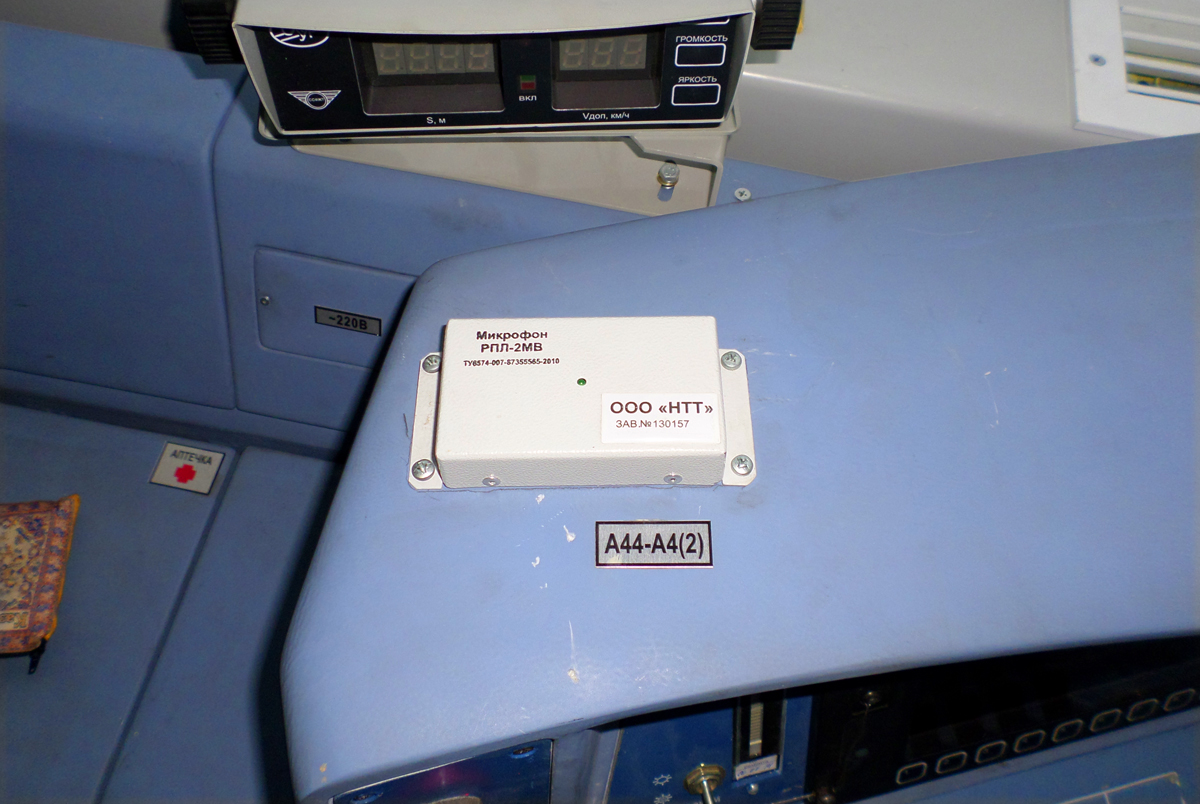 ГРОМКОСТЬ
ЯРКОСТЬ
ВКЛ
S, м
Vдоп, км/ч
~220В
Микрофон
РПЛ-2МВ
ТУ6574-007-57355565-2010
ООО «НТТ»
ЗАВ.№130157
АПТЕЧКА
А44-А4(2)